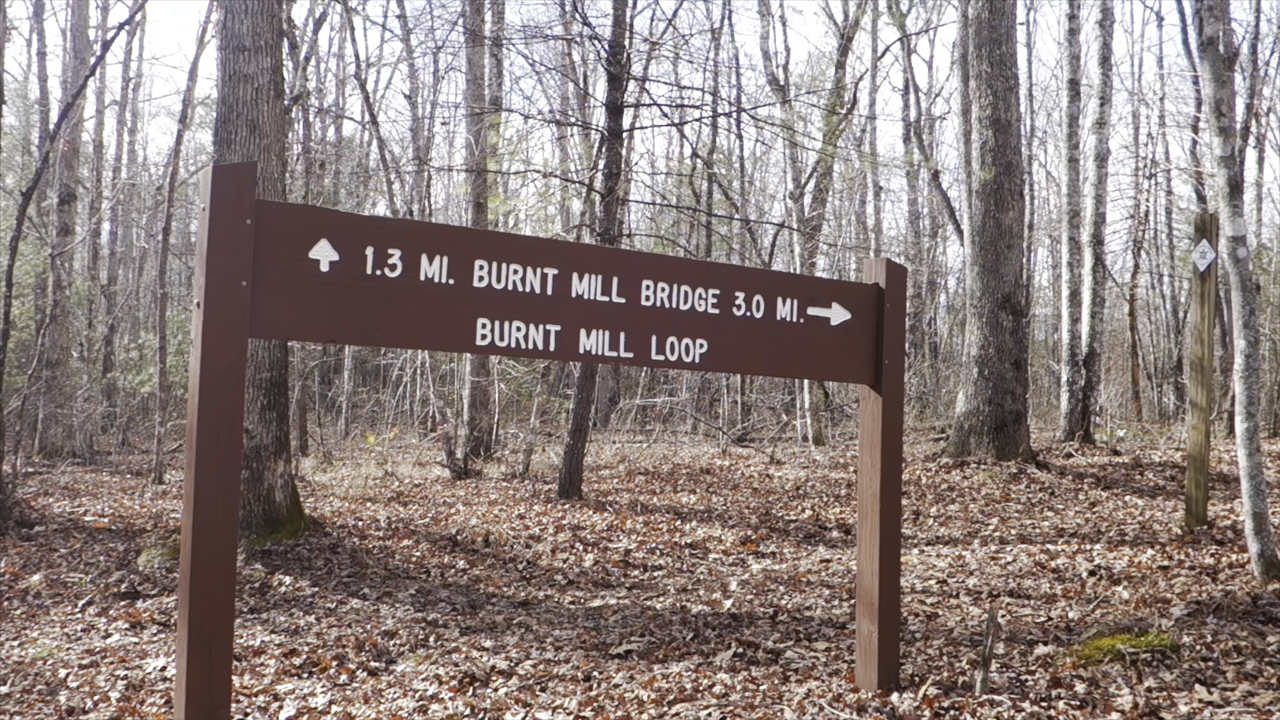 ↑ 1.3 MI. BURNT MILL BRIDGE 3.0 MI. →
BURNT MILL LOOP